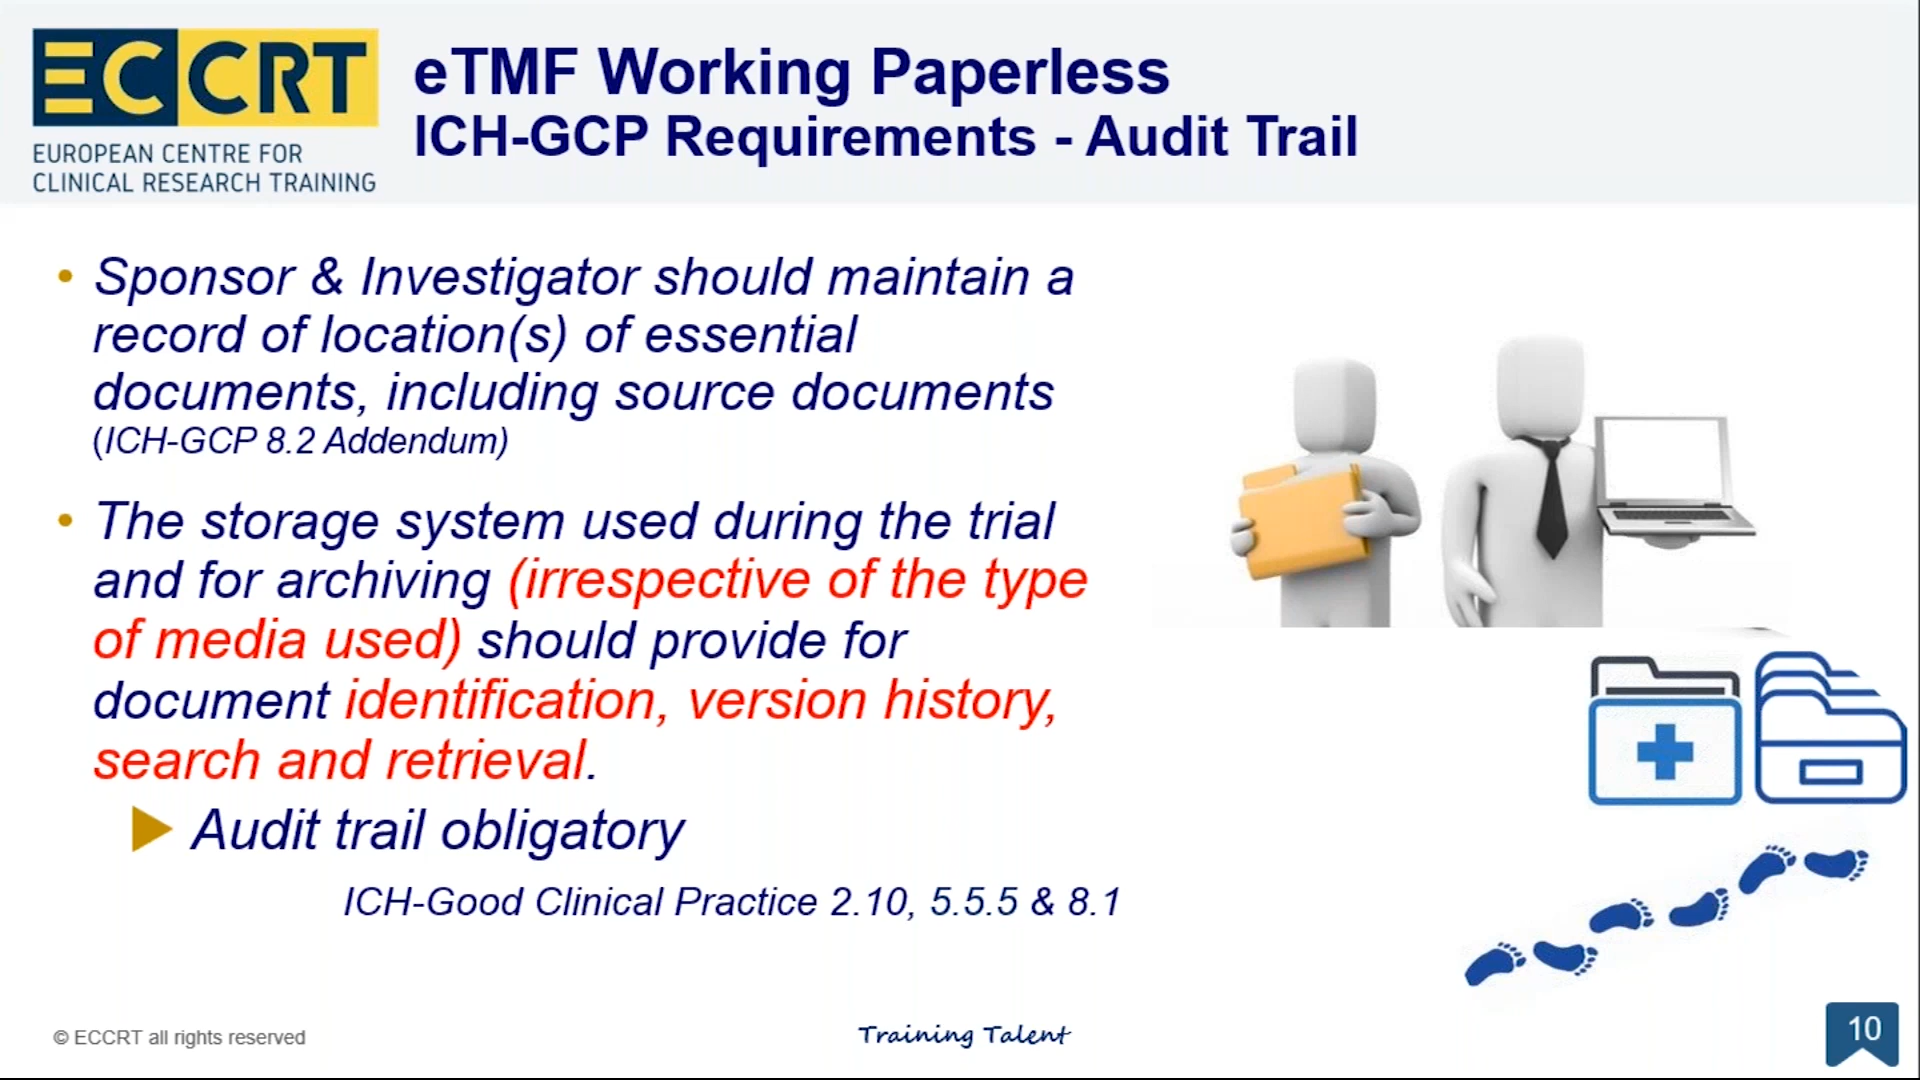 ECCRT
EUROPEAN CENTRE FOR
CLINICAL RESEARCH TRAINING
eTMF Working Paperless
ICH-GCP Requirements - Audit Trail
• Sponsor & Investigator should maintain a
record of location(s) of essential
documents, including source documents
(ICH-GCP 8.2 Addendum)
• The storage system used during the trial
and for archiving (irrespective of the type
of media used) should provide for
document identification, version history,
search and retrieval.
Audit trail obligatory
ICH-Good Clinical Practice 2.10, 5.5.5 & 8.1
© ECCRT all rights reserved
Training Talent
10